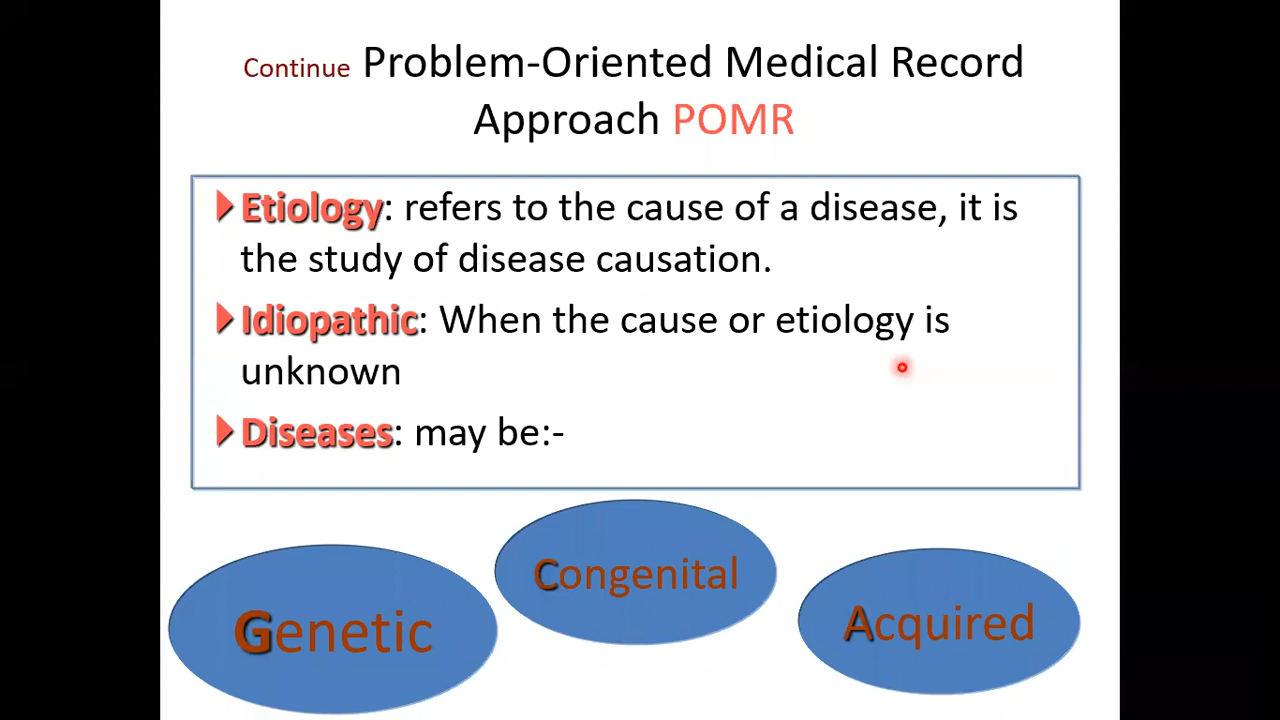 Continue Problem-Oriented Medical Record
Approach POMR
Etiology: refers to the cause of a disease, it is
the study of disease causation.
Idiopathic: When the cause or etiology is
unknown
Diseases: may be:-
Congenital
Genetic
Acquired